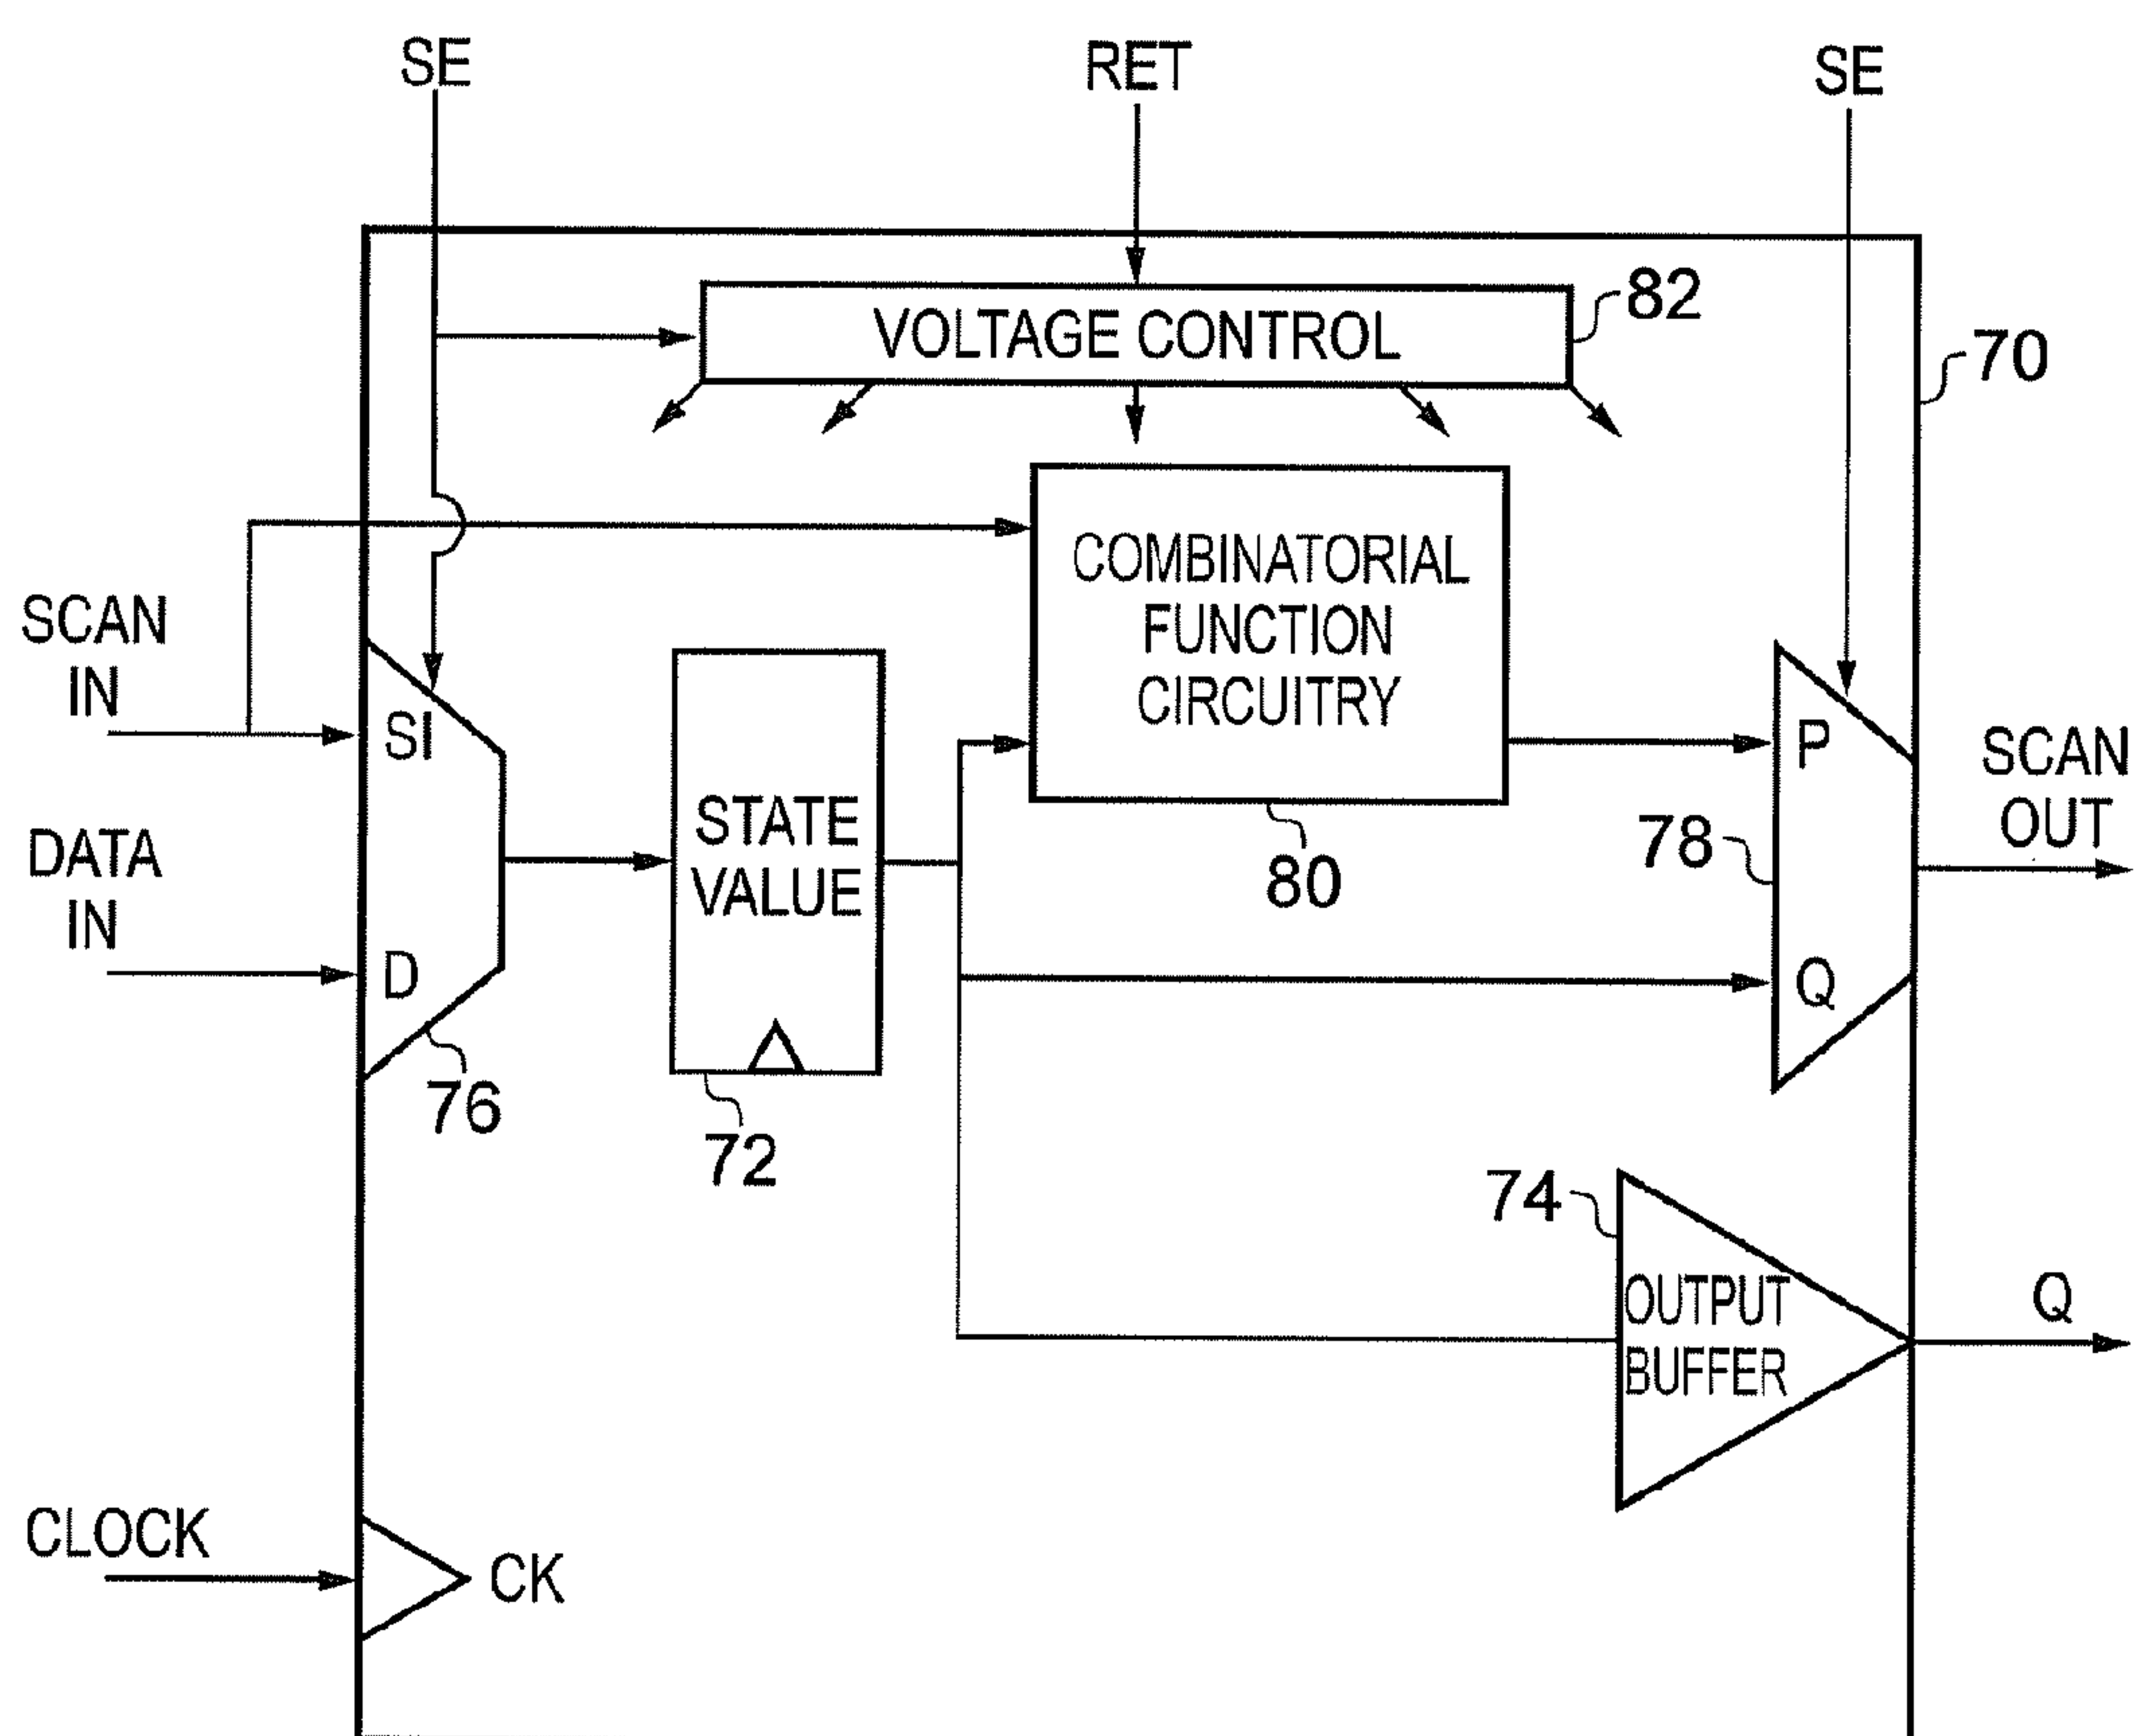 SE
RET
SE
VOLTAGE CONTROL
82
70
COMBINATORIAL
FUNCTION
CIRCUITRY
80
SCAN
IN
SI
DATA
IN
D
76
STATE
VALUE
72
P
78
Q
SCAN
OUT
74
OUTPUT
BUFFER
Q
CLOCK
CK